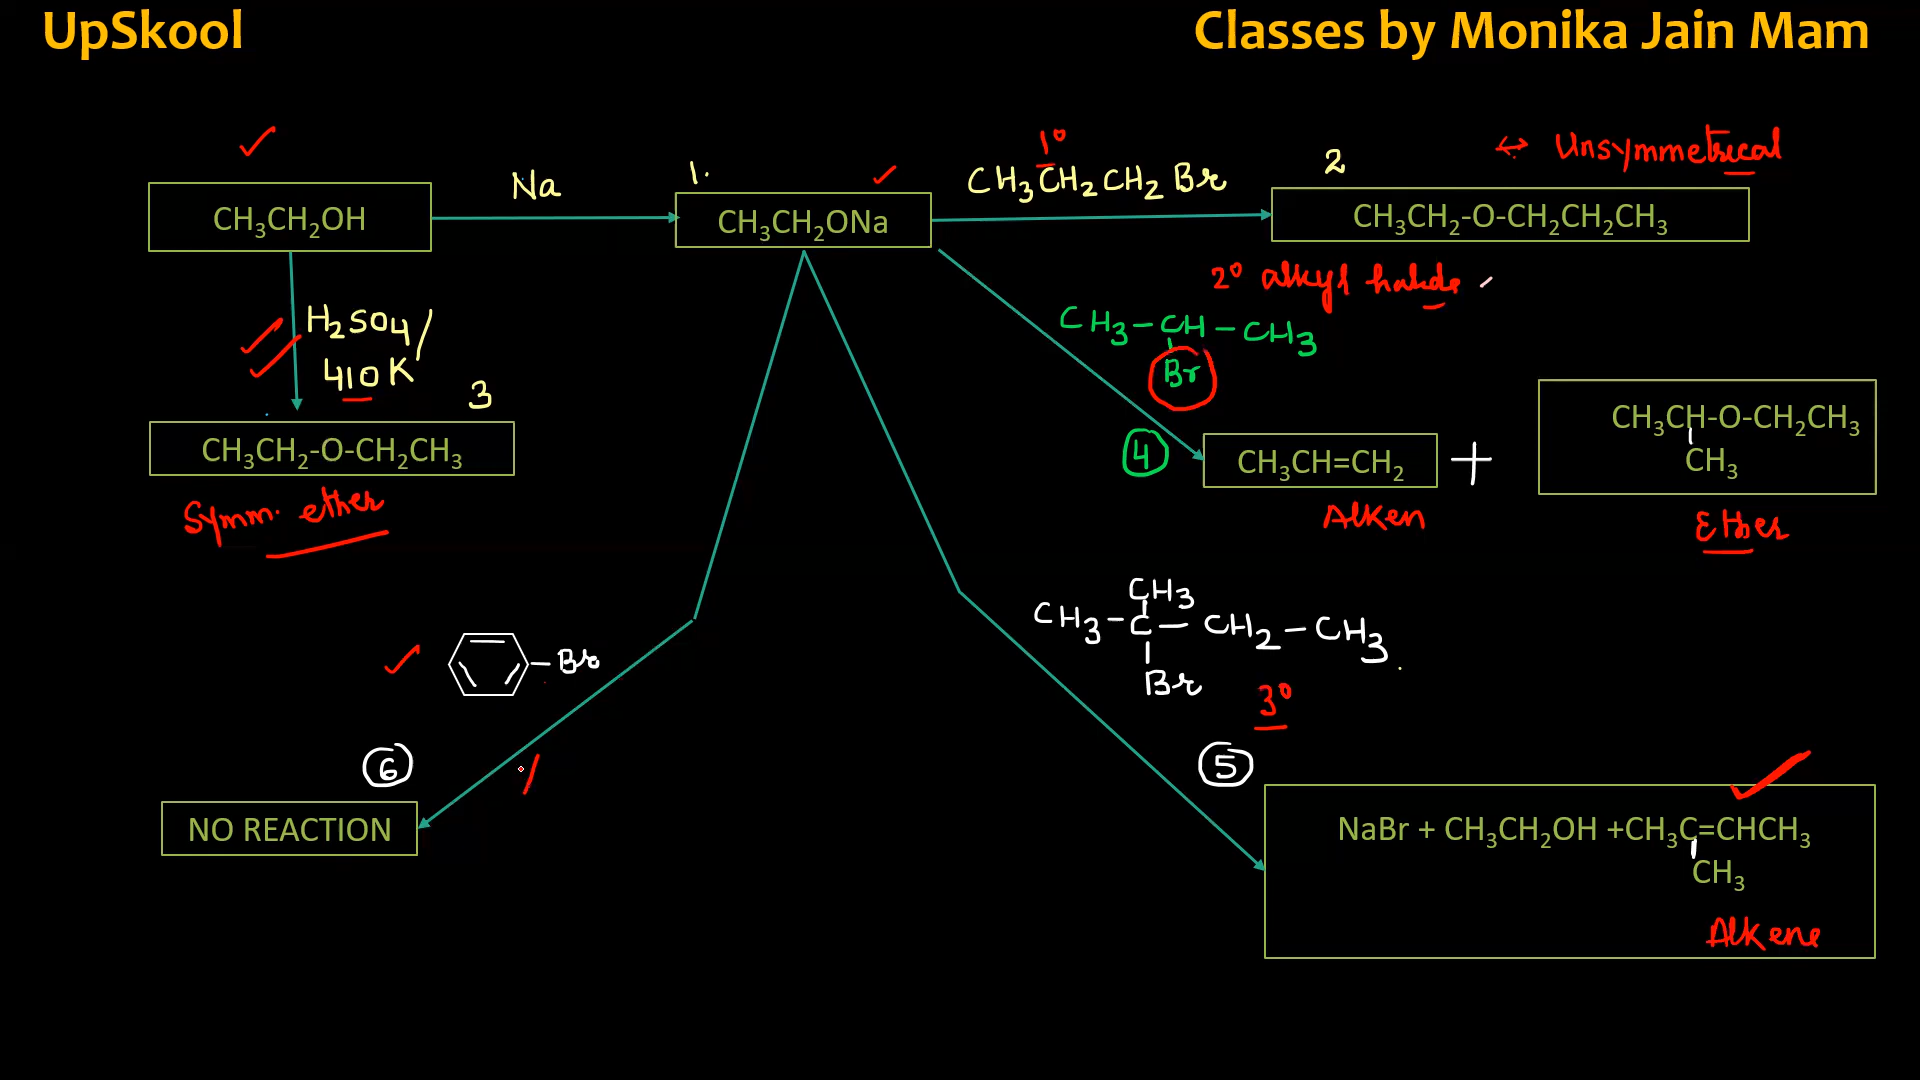 UpSkool
Classes by Monika Jain Mam
1°
↔ Unsymmetrical
CH₃CH₂OH
Na
1.
CH₃CH₂ONa
CH₃CH₂CH₂Br
2
CH₃CH₂-O-CH₂CH₂CH₃
2° alkyl halide
H₂SO₄/
410K
CH₃-CH-CH₃
Br
3
CH₃CH₂-O-CH₂CH₃
Symm. ether
4
CH₃CH=CH₂
+
CH₃CH-O-CH₂CH₃
CH₃
Alken
Ether
CH₃
CH₃-C-CH₂-CH₃
Br
3°
Br
6
NO REACTION
5
NaBr + CH₃CH₂OH +CH₃C=CHCH₃
CH₃
Alkene